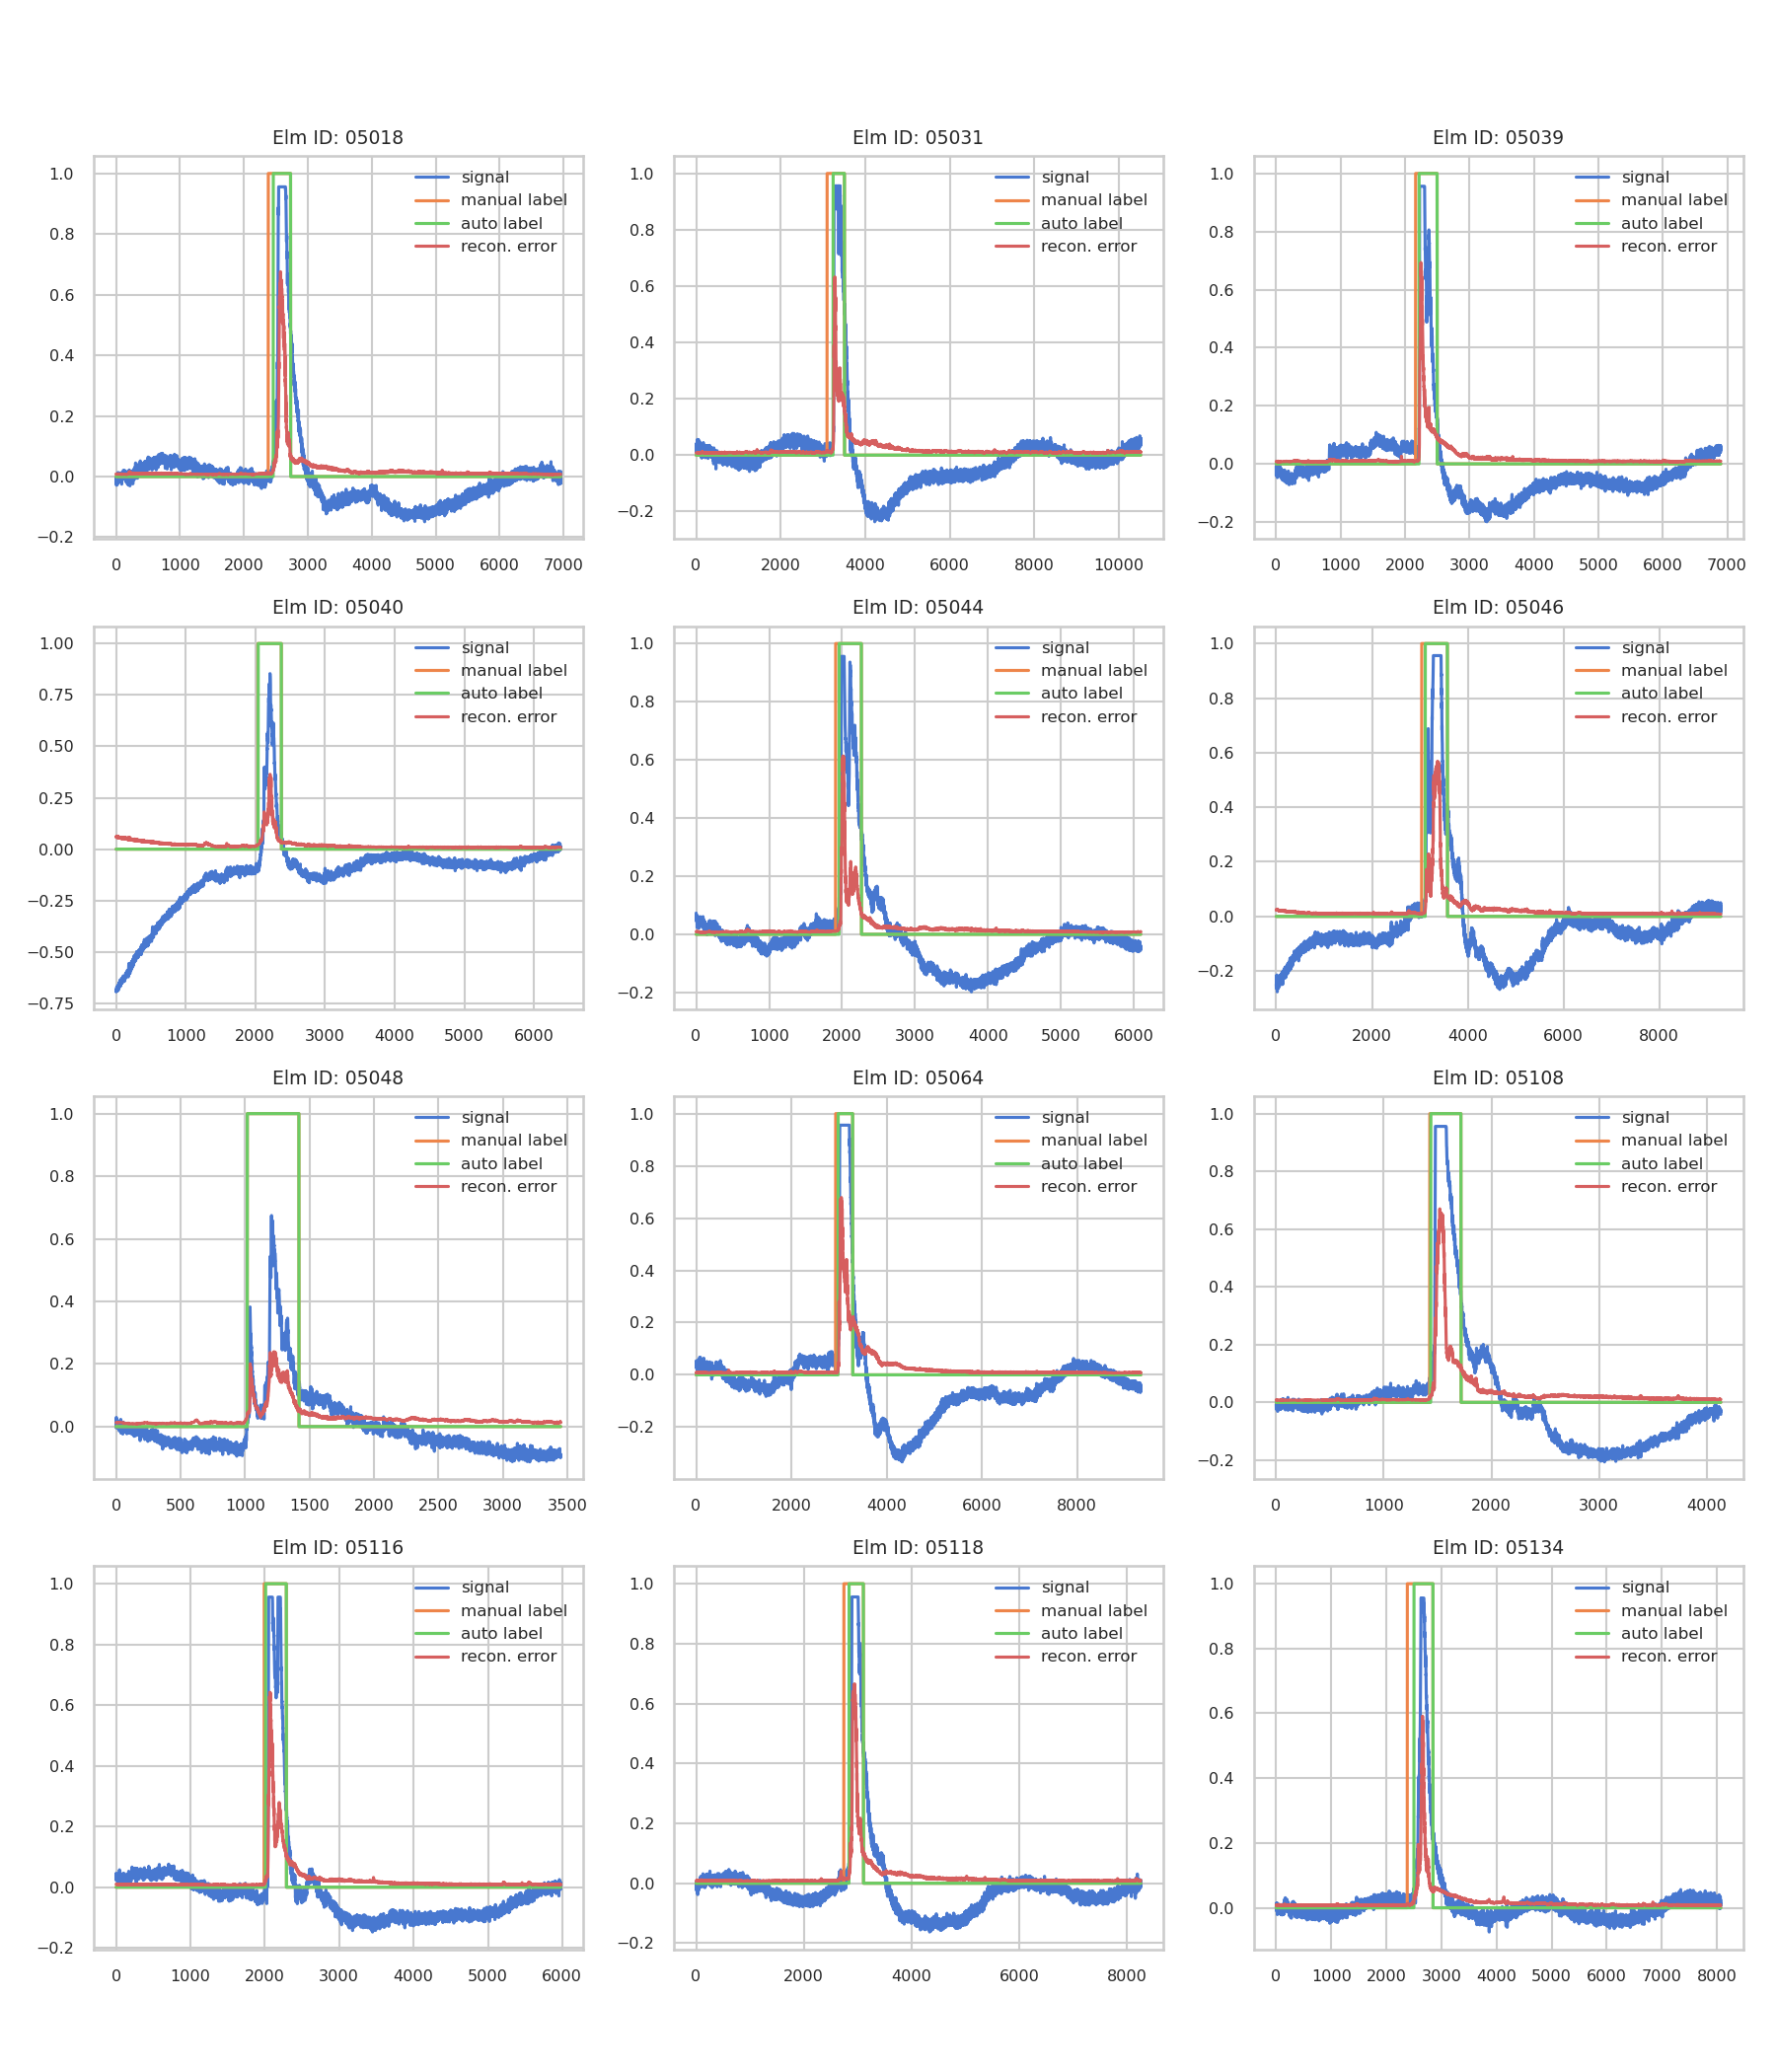 Elm ID: 05018
1.0
0.8
0.6
0.4
0.2
0.0
−0.2
0 1000 2000 3000 4000 5000 6000 7000
signal
manual label
auto label
recon. error
Elm ID: 05031
1.0
0.8
0.6
0.4
0.2
0.0
−0.2
0 2000 4000 6000 8000 10000
signal
manual label
auto label
recon. error
Elm ID: 05039
1.0
0.8
0.6
0.4
0.2
0.0
−0.2
0 1000 2000 3000 4000 5000 6000 7000
signal
manual label
auto label
recon. error
Elm ID: 05040
1.00
0.75
0.50
0.25
0.00
−0.25
−0.50
−0.75
0 1000 2000 3000 4000 5000 6000
signal
manual label
auto label
recon. error
Elm ID: 05044
1.0
0.8
0.6
0.4
0.2
0.0
−0.2
0 1000 2000 3000 4000 5000 6000
signal
manual label
auto label
recon. error
Elm ID: 05046
1.0
0.8
0.6
0.4
0.2
0.0
−0.2
0 2000 4000 6000 8000
signal
manual label
auto label
recon. error
Elm ID: 05048
1.0
0.8
0.6
0.4
0.2
0.0
0 500 1000 1500 2000 2500 3000 3500
signal
manual label
auto label
recon. error
Elm ID: 05064
1.0
0.8
0.6
0.4
0.2
0.0
−0.2
0 2000 4000 6000 8000
signal
manual label
auto label
recon. error
Elm ID: 05108
1.0
0.8
0.6
0.4
0.2
0.0
−0.2
0 1000 2000 3000 4000
signal
manual label
auto label
recon. error
Elm ID: 05116
1.0
0.8
0.6
0.4
0.2
0.0
−0.2
0 1000 2000 3000 4000 5000 6000
signal
manual label
auto label
recon. error
Elm ID: 05118
1.0
0.8
0.6
0.4
0.2
0.0
−0.2
0 2000 4000 6000 8000
signal
manual label
auto label
recon. error
Elm ID: 05134
1.0
0.8
0.6
0.4
0.2
0.0
0 1000 2000 3000 4000 5000 6000 7000 8000
signal
manual label
auto label
recon. error